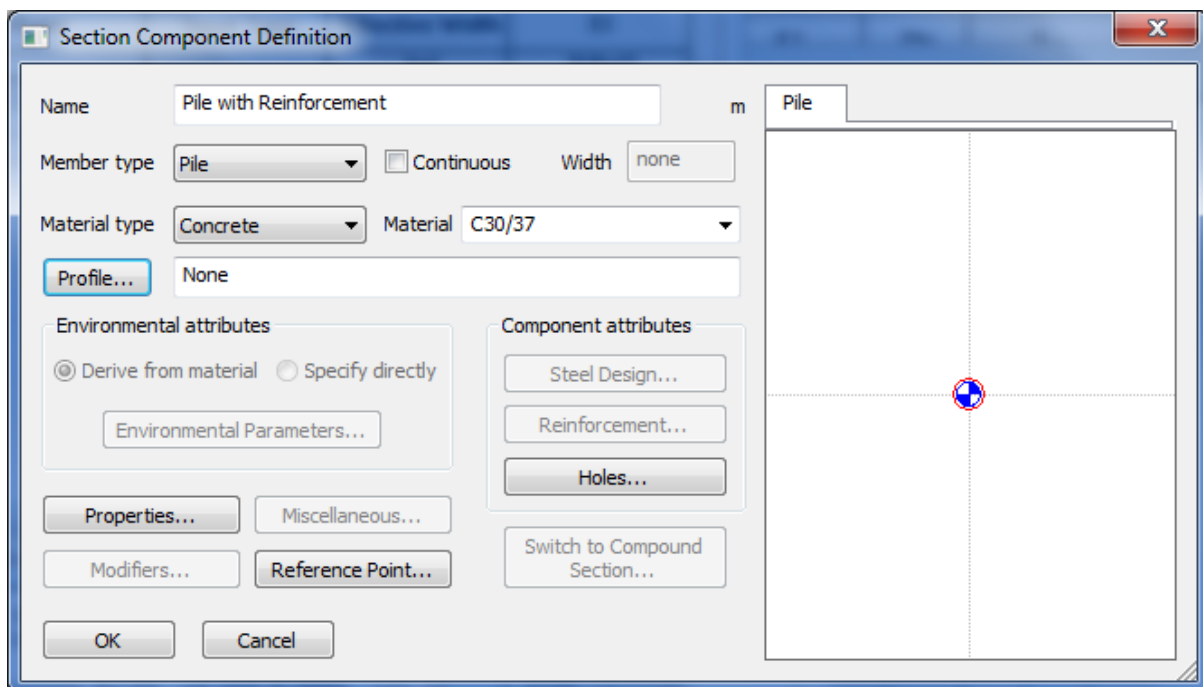 Section Component Definition
Name Pile with Reinforcement m
Member type Pile Continuous Width none
Material type Concrete Material C30/37
Profile... None
Environmental attributes
Derive from material Specify directly
Environmental Parameters...
Component attributes
Steel Design...
Reinforcement...
Holes...
Properties... Miscellaneous...
Modifiers... Reference Point...
Switch to Compound
Section...
OK Cancel
Pile